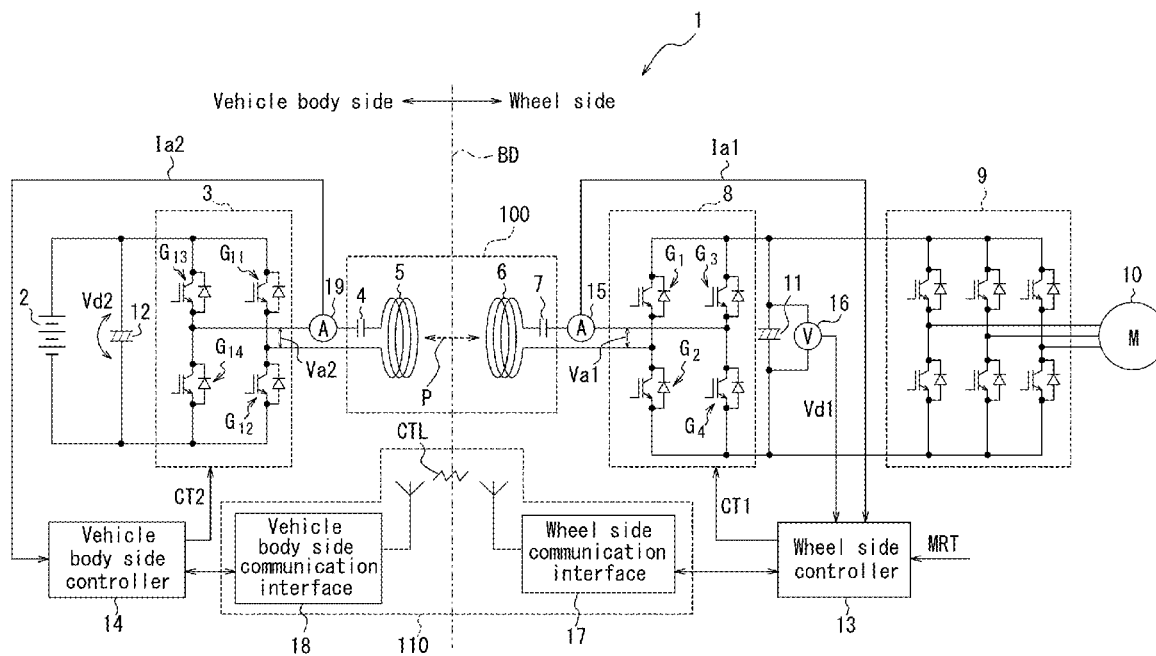 1
Vehicle body side
Wheel side
Ia2
BD
Ia1
3
100
8
9
G13
G11
19
4
5
6
7
15
G1
G3
11
16
10
2
Vd2
12
A
A
V
M
G14
Va2
P
Va1
G2
G12
G4
Vd1
CTL
CT2
CT1
MRT
Vehicle
body side
controller
Vehicle
body side
communication
interface
Wheel side
communication
interface
Wheel side
controller
14
18
110
17
13